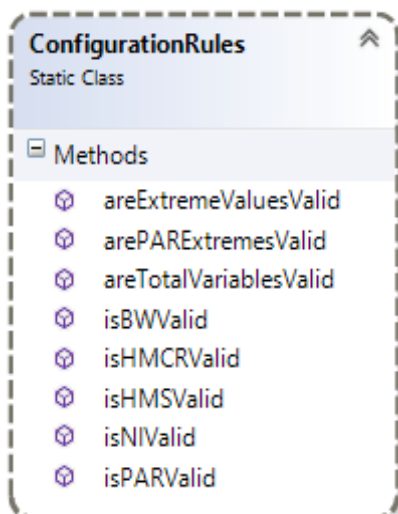 ConfigurationRules
Static Class
Methods
areExtremeValuesValid
arePARExtremesValid
areTotalVariablesValid
isBWValid
isHMCRValid
isHMSValid
isNIValid
isPARValid